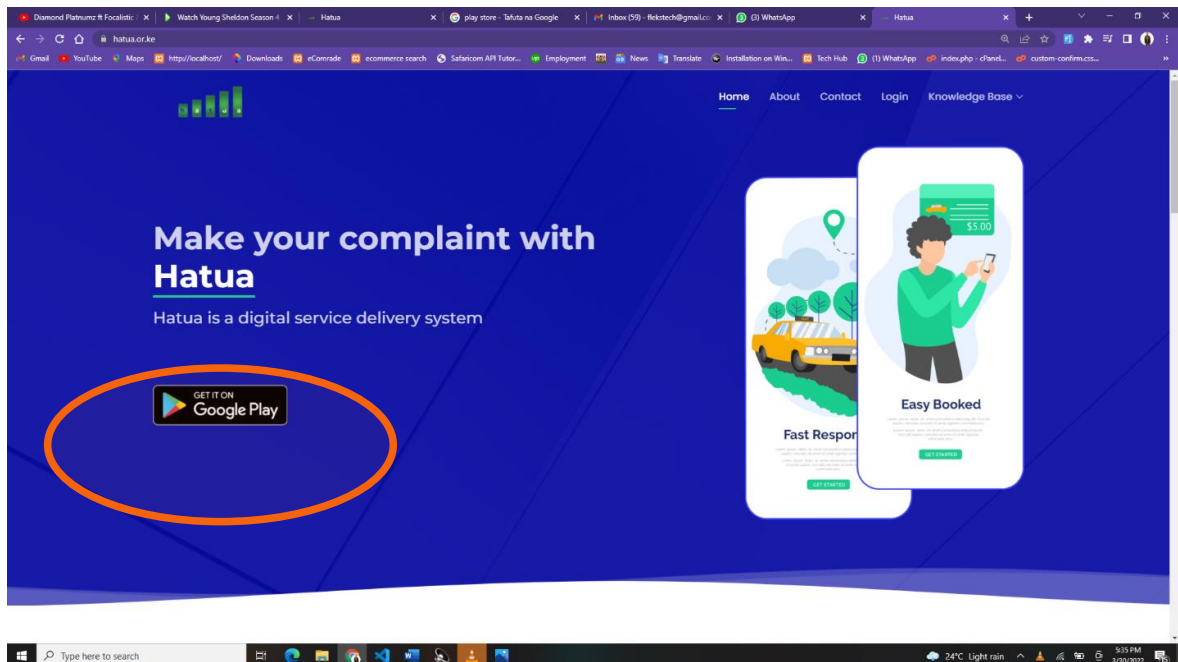 Diamond Platnumz ft Focalistic
Watch Young Sheldon Season 4
Hatua
play store - Tafuta na Google
Inbox (59) - flekstech@gmail.co
(3) WhatsApp
Hatua
hatua.or.ke
Gmail
YouTube
Maps
http://localhost/
Downloads
eComrade
ecommerce search
Safaricom API Tutor...
Employment
News
Translate
Installation on Win...
Tech Hub
(1) WhatsApp
index.php - cPanel...
custom-confirm.css...
Home
About
Contact
Login
Knowledge Base
Make your complaint with
Hatua
Hatua is a digital service delivery system
GET IT ON
Google Play
$5.00
Fast Respon
GET STARTED
Easy Booked
GET STARTED
Type here to search
24°C Light rain
5:35 PM
3/20/2022